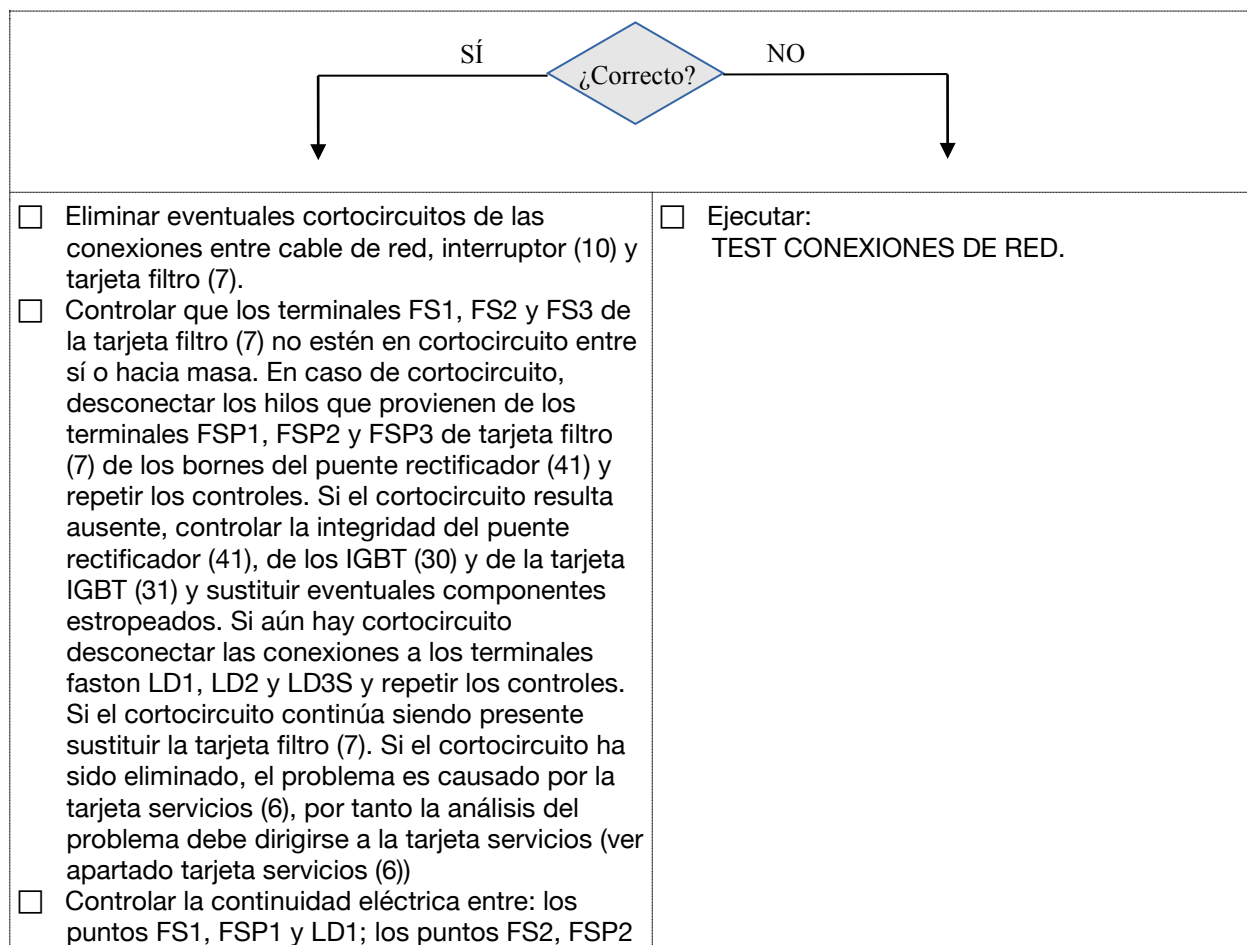 SÍ
¿Correcto?
NO
☐ Eliminar eventuales cortocircuitos de las
conexiones entre cable de red, interruptor (10) y
tarjeta filtro (7).
☐ Controlar que los terminales FS1, FS2 y FS3 de
la tarjeta filtro (7) no estén en cortocircuito entre
sí o hacia masa. En caso de cortocircuito,
desconectar los hilos que provienen de los
terminales FSP1, FSP2 y FSP3 de tarjeta filtro
(7) de los bornes del puente rectificador (41) y
repetir los controles. Si el cortocircuito resulta
ausente, controlar la integridad del puente
rectificador (41), de los IGBT (30) y de la tarjeta
IGBT (31) y sustituir eventuales componentes
estropeados. Si aún hay cortocircuito
desconectar las conexiones a los terminales
faston LD1, LD2 y LD3S y repetir los controles.
Si el cortocircuito continúa siendo presente
sustituir la tarjeta filtro (7). Si el cortocircuito ha
sido eliminado, el problema es causado por la
tarjeta servicios (6), por tanto la análisis del
problema debe dirigirse a la tarjeta servicios (ver
apartado tarjeta servicios (6))
☐ Controlar la continuidad eléctrica entre: los
puntos FS1, FSP1 y LD1; los puntos FS2, FSP2
☐ Ejecutar:
TEST CONEXIONES DE RED.